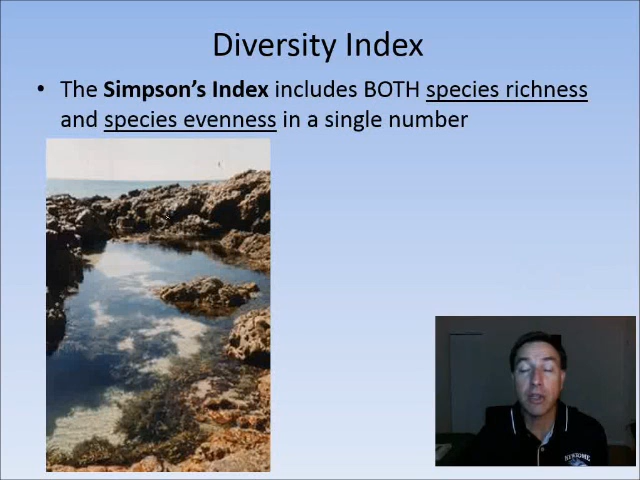 Diversity Index
• The Simpson's Index includes BOTH species richness
and species evenness in a single number